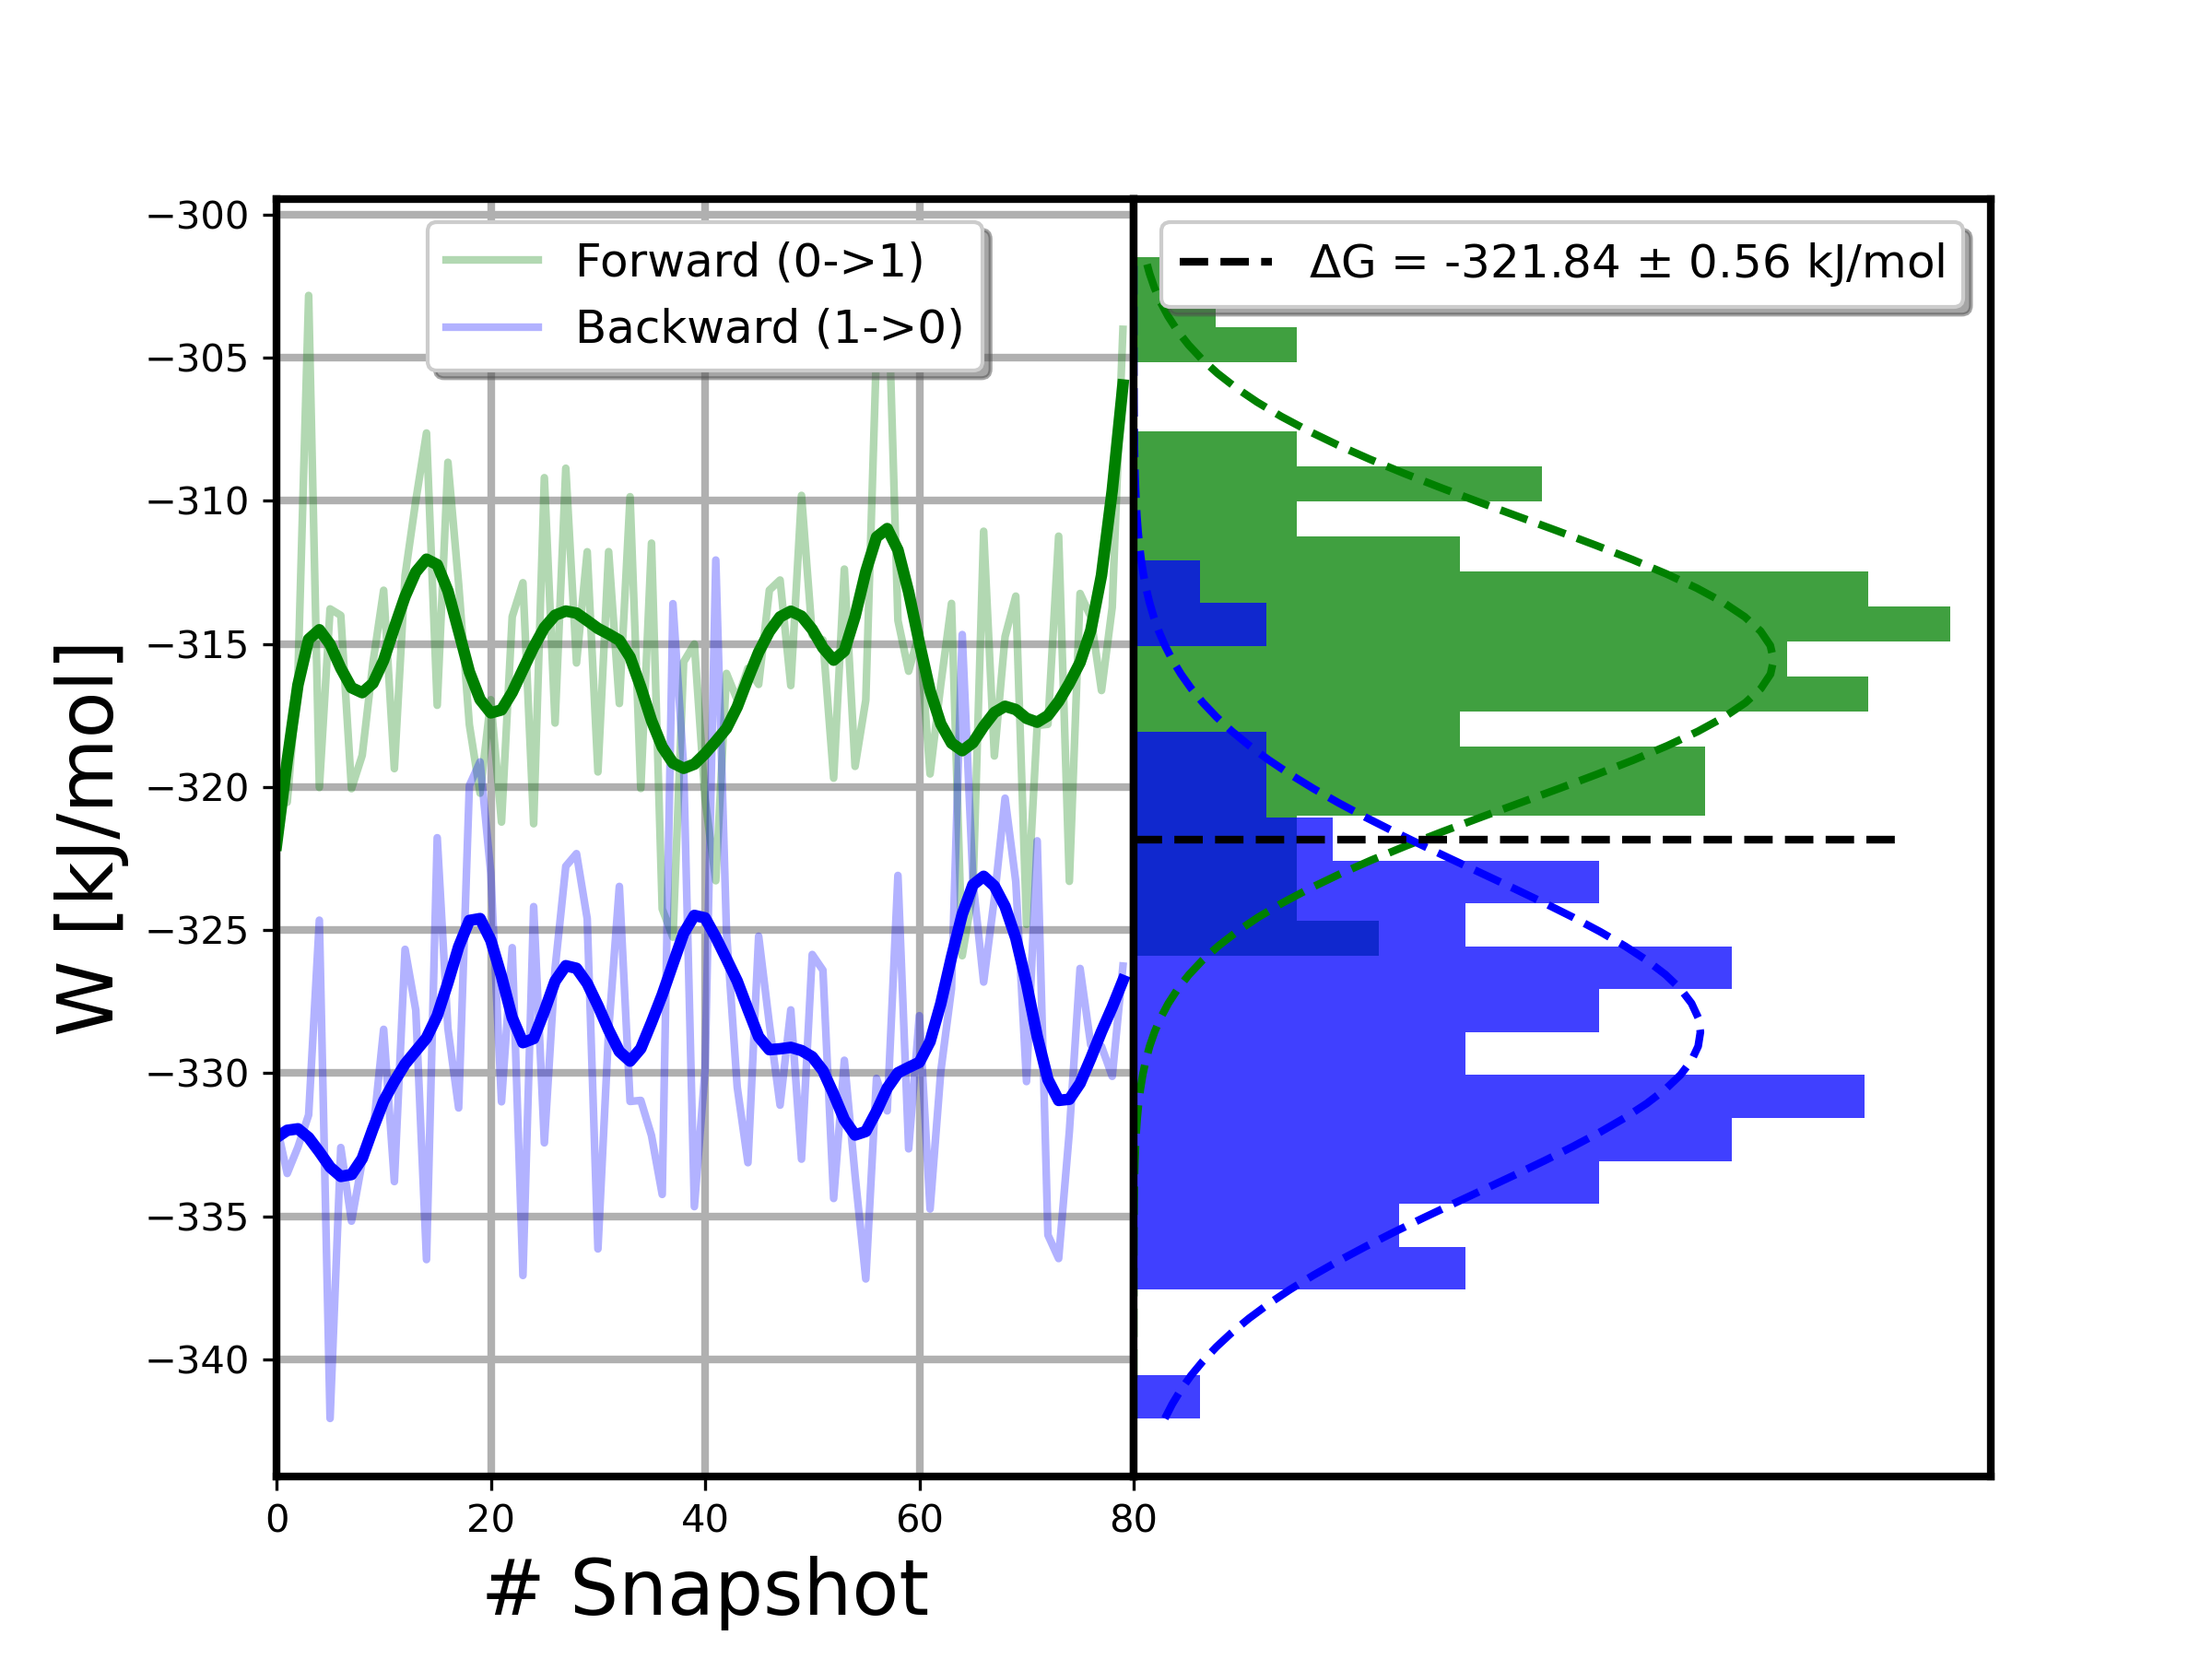 −300
−305
−310
−315
−320
−325
−330
−335
−340
W [kJ/mol]
Forward (0->1)
Backward (1->0)
ΔG = -321.84 ± 0.56 kJ/mol
0 20 40 60 80
# Snapshot